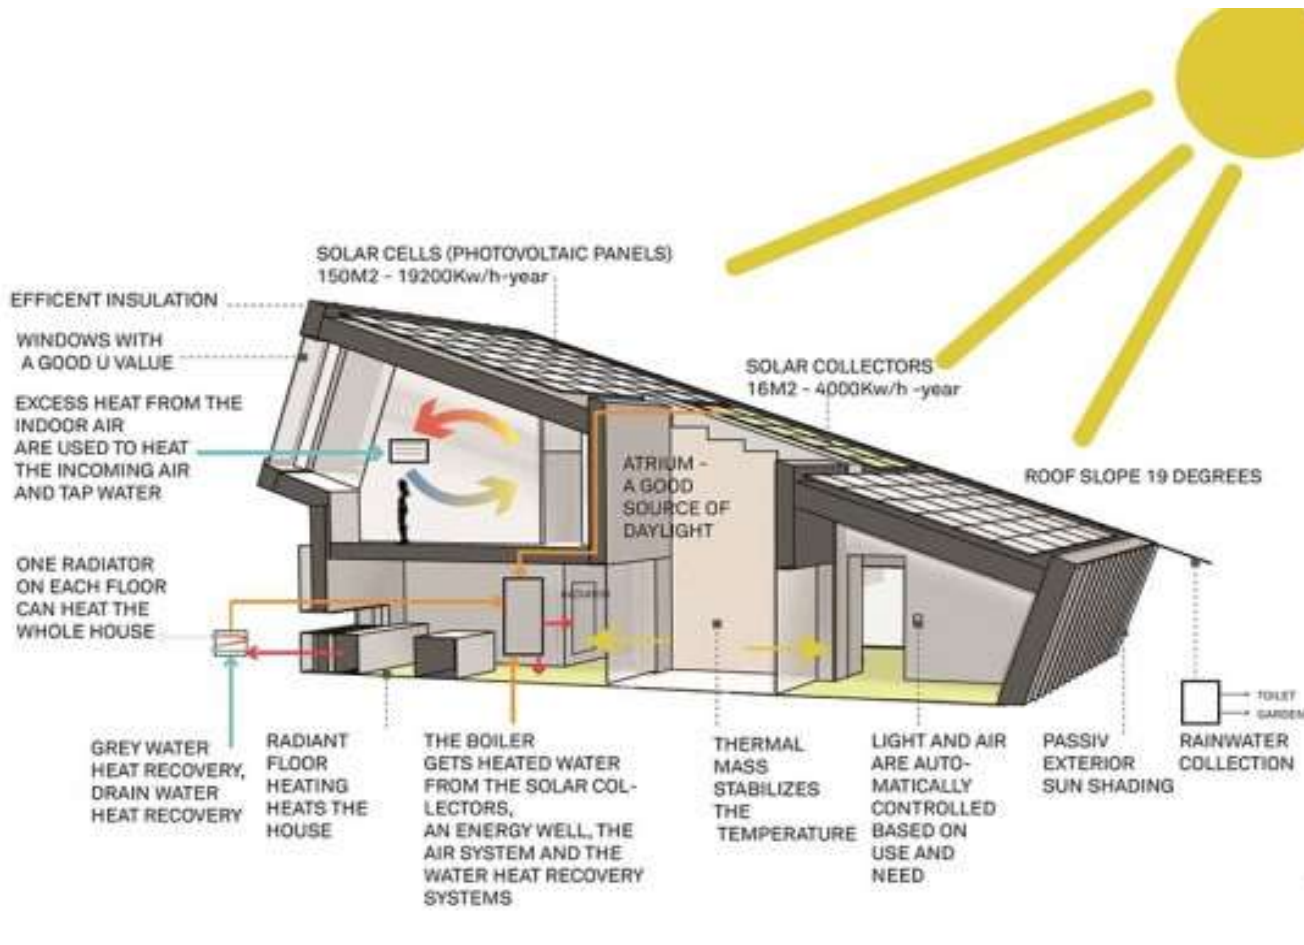 SOLAR CELLS (PHOTOVOLTAIC PANELS)
150M2 - 19200Kw/h-year
EFFICENT INSULATION
WINDOWS WITH
A GOOD U VALUE
SOLAR COLLECTORS
16M2 - 4000Kw/h -year
EXCESS HEAT FROM THE
INDOOR AIR
ARE USED TO HEAT
THE INCOMING AIR
AND TAP WATER
ATRIUM -
A GOOD
SOURCE OF
DAYLIGHT
ROOF SLOPE 19 DEGREES
ONE RADIATOR
ON EACH FLOOR
CAN HEAT THE
WHOLE HOUSE
GREY WATER
HEAT RECOVERY,
DRAIN WATER
HEAT RECOVERY
RADIANT
FLOOR
HEATING
HEATS THE
HOUSE
THE BOILER
GETS HEATED WATER
FROM THE SOLAR COL-
LECTORS,
AN ENERGY WELL, THE
AIR SYSTEM AND THE
WATER HEAT RECOVERY
SYSTEMS
THERMAL
MASS
STABILIZES
THE
TEMPERATURE
LIGHT AND AIR
ARE AUTO-
MATICALLY
CONTROLLED
BASED ON
USE AND
NEED
PASSIV
EXTERIOR
SUN SHADING
TOILET
GARDEN
RAINWATER
COLLECTION